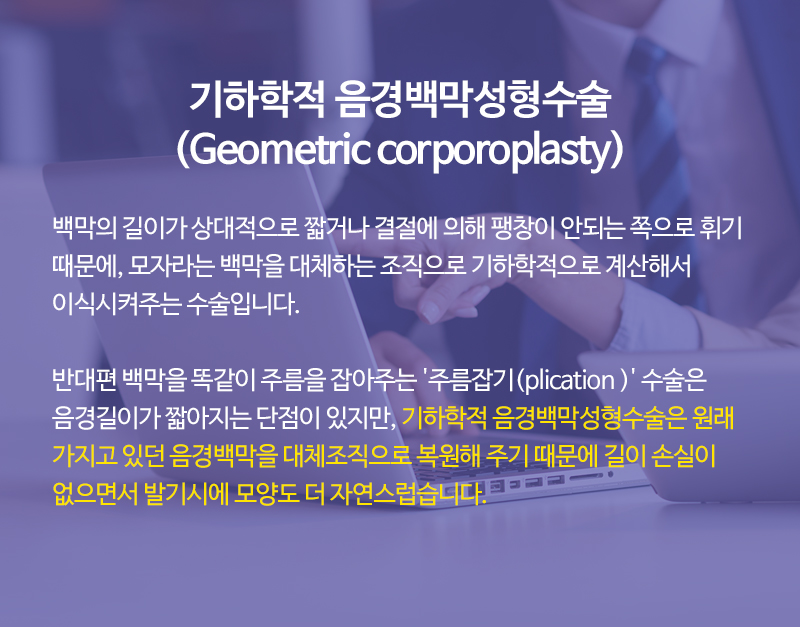 기하학적 음경백막성형수술
(Geometric corporoplasty)
백막의 길이가 상대적으로 짧거나 결절에 의해 팽창이 안되는 쪽으로 휘기
때문에, 모자라는 백막을 대체하는 조직으로 기하학적으로 계산해서
이식시켜주는 수술입니다.
반대편 백막을 똑같이 주름을 잡아주는 '주름잡기(plication )' 수술은
음경길이가 짧아지는 단점이 있지만, 기하학적 음경백막성형수술은 원래
가지고 있던 음경백막을 대체조직으로 복원해 주기 때문에 길이 손실이
없으면서 발기시에 모양도 더 자연스럽습니다.